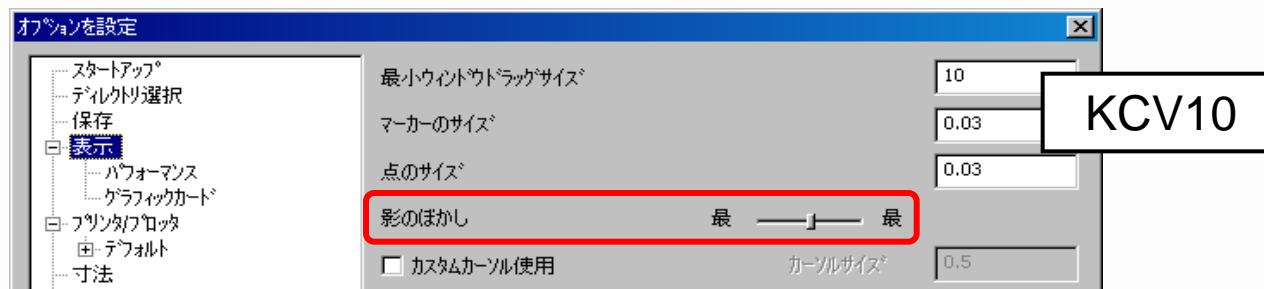 オプションを設定
スタートアップ
ディレクトリ選択
保存
表示
パフォーマンス
グラフィックカード
プリンタ/プロッタ
デフォルト
寸法
最小ウィンドウドラッグサイズ 10
マーカーのサイズ 0.03
点のサイズ 0.03
影のぼかし 最 最
カスタムカーソル使用 カーソルサイズ 0.5
KCV10